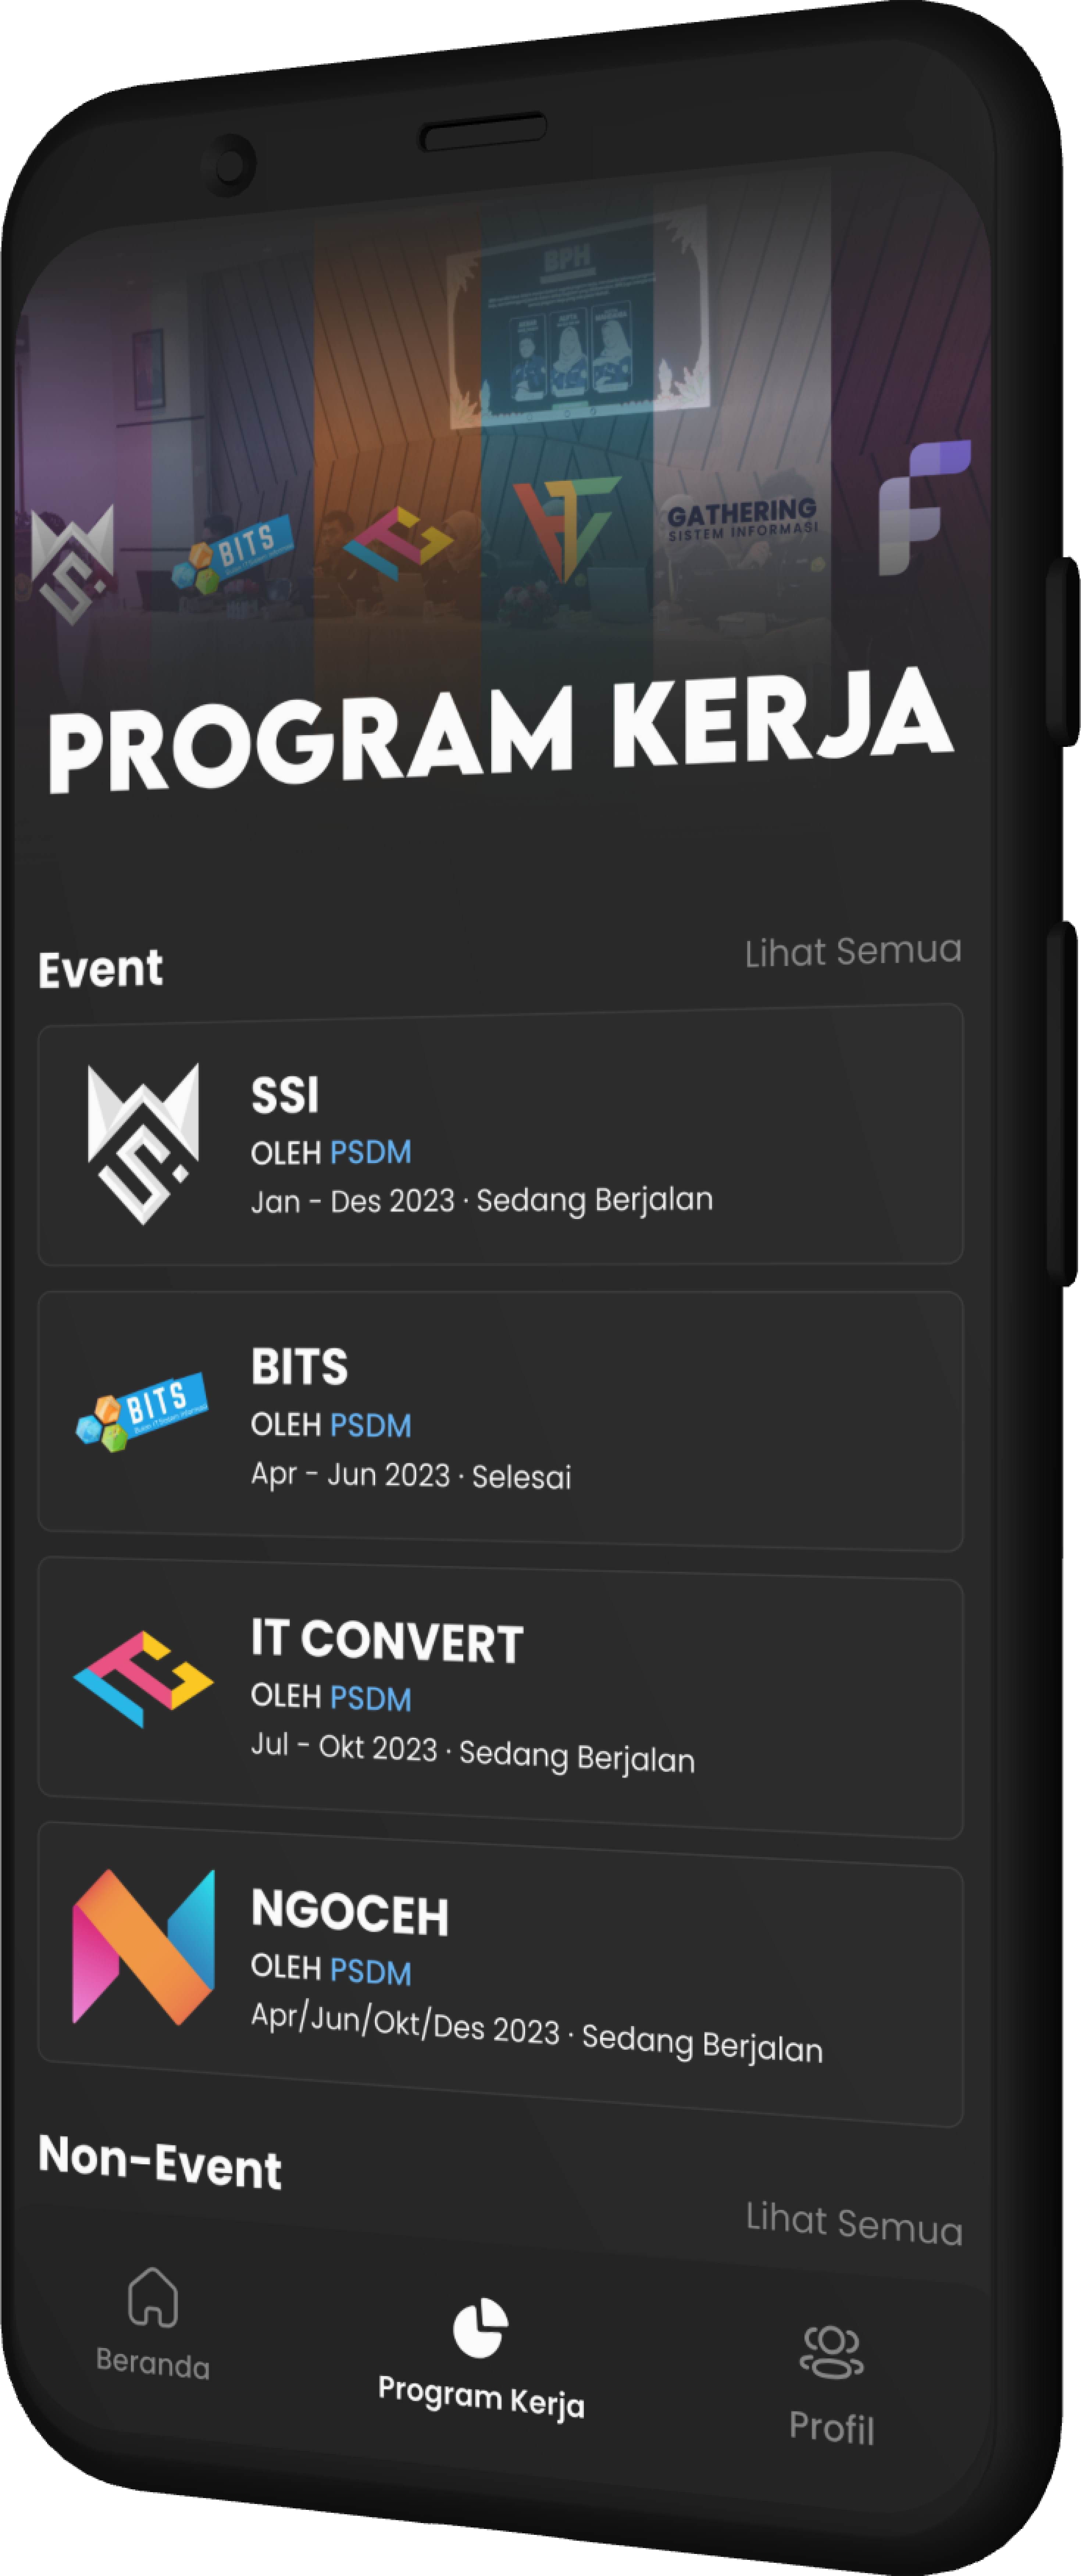 BPH
BITS
GATHERING
SISTEM INFORMASI
PROGRAM KERJA
Event
Lihat Semua
SSI
OLEH PSDM
Jan - Des 2023 · Sedang Berjalan
BITS
BITS
OLEH PSDM
Apr - Jun 2023 · Selesai
IT CONVERT
OLEH PSDM
Jul - Okt 2023 · Sedang Berjalan
NGOCEH
OLEH PSDM
Apr/Jun/Okt/Des 2023 · Sedang Berjalan
Non-Event
Lihat Semua
Beranda
Program Kerja
Profil